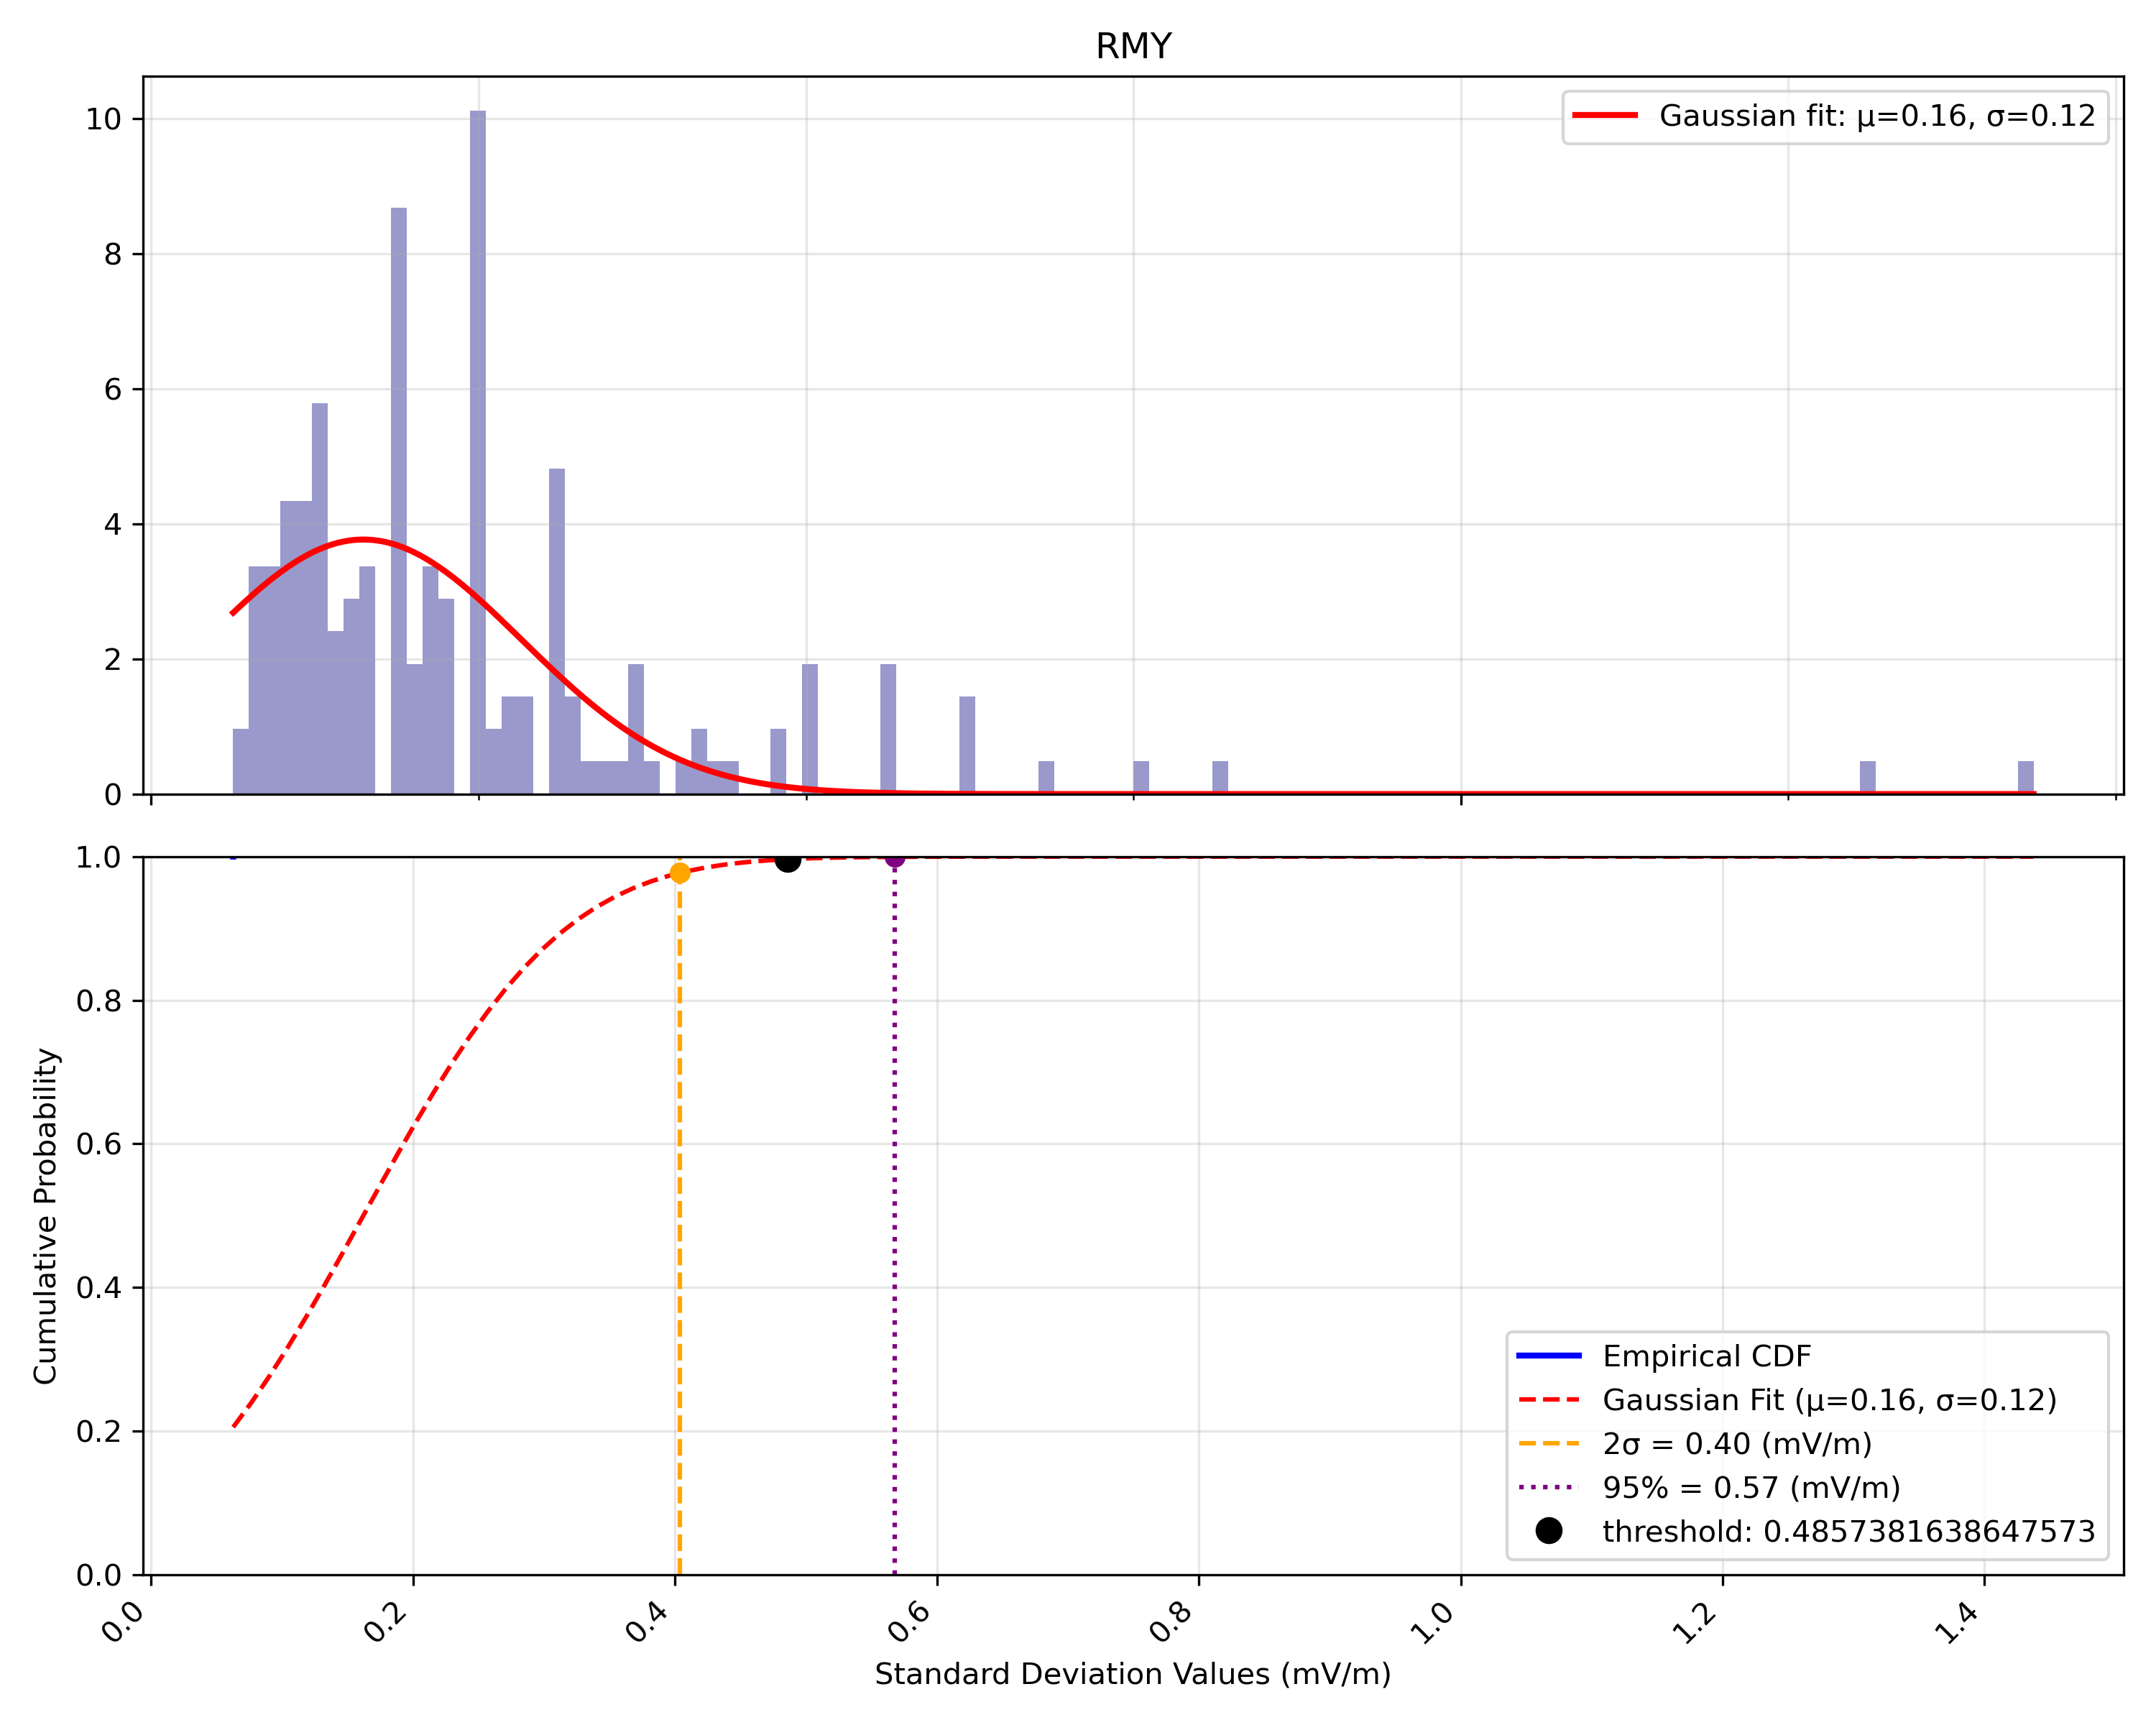 RMY
10
8
6
4
2
0
Gaussian fit: μ=0.16, σ=0.12
1.0
0.8
0.6
0.4
0.2
0.0
Cumulative Probability
Empirical CDF
Gaussian Fit (μ=0.16, σ=0.12)
2σ = 0.40 (mV/m)
95% = 0.57 (mV/m)
threshold: 0.4857381638647573
0.0 0.2 0.4 0.6 0.8 1.0 1.2 1.4
Standard Deviation Values (mV/m)